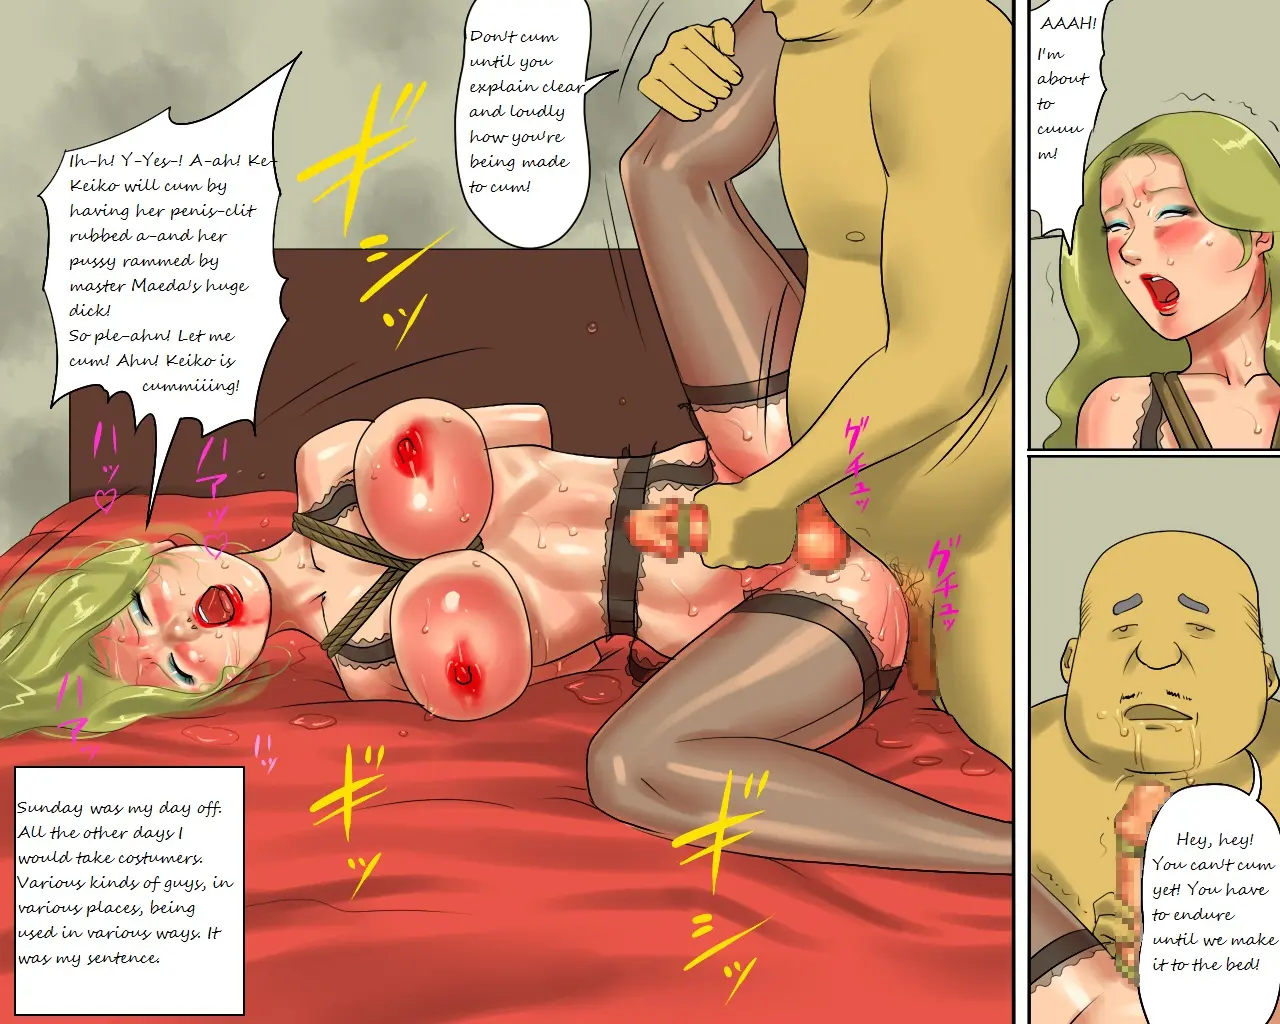 AAAH!
I'm
about
to
cuuu
m!
Hey, hey!
You can't cum
yet! You have
to endure
until we make
it to the bed!
Don't cum
until you
explain clear
and loudly
how you're
being made
to cum!
Ih-h! Y-Yes-! A-ah! Ke-
Keiko will cum by
having her penis-clit
rubbed a-and her
pussy rammed by
master Maeda's huge
dick!
So ple-ahn! Let me
cum! Ahn! Keiko is
cummiiing!
Sunday was my day off.
All the other days I
would take costumers.
Various kinds of guys, in
various places, being
used in various ways. It
was my sentence.
ギシッ
グチュッ
グチュッ
ハッ♡
ハアッ♡
ハアッ
ハッ
ギシッ
ギシッ